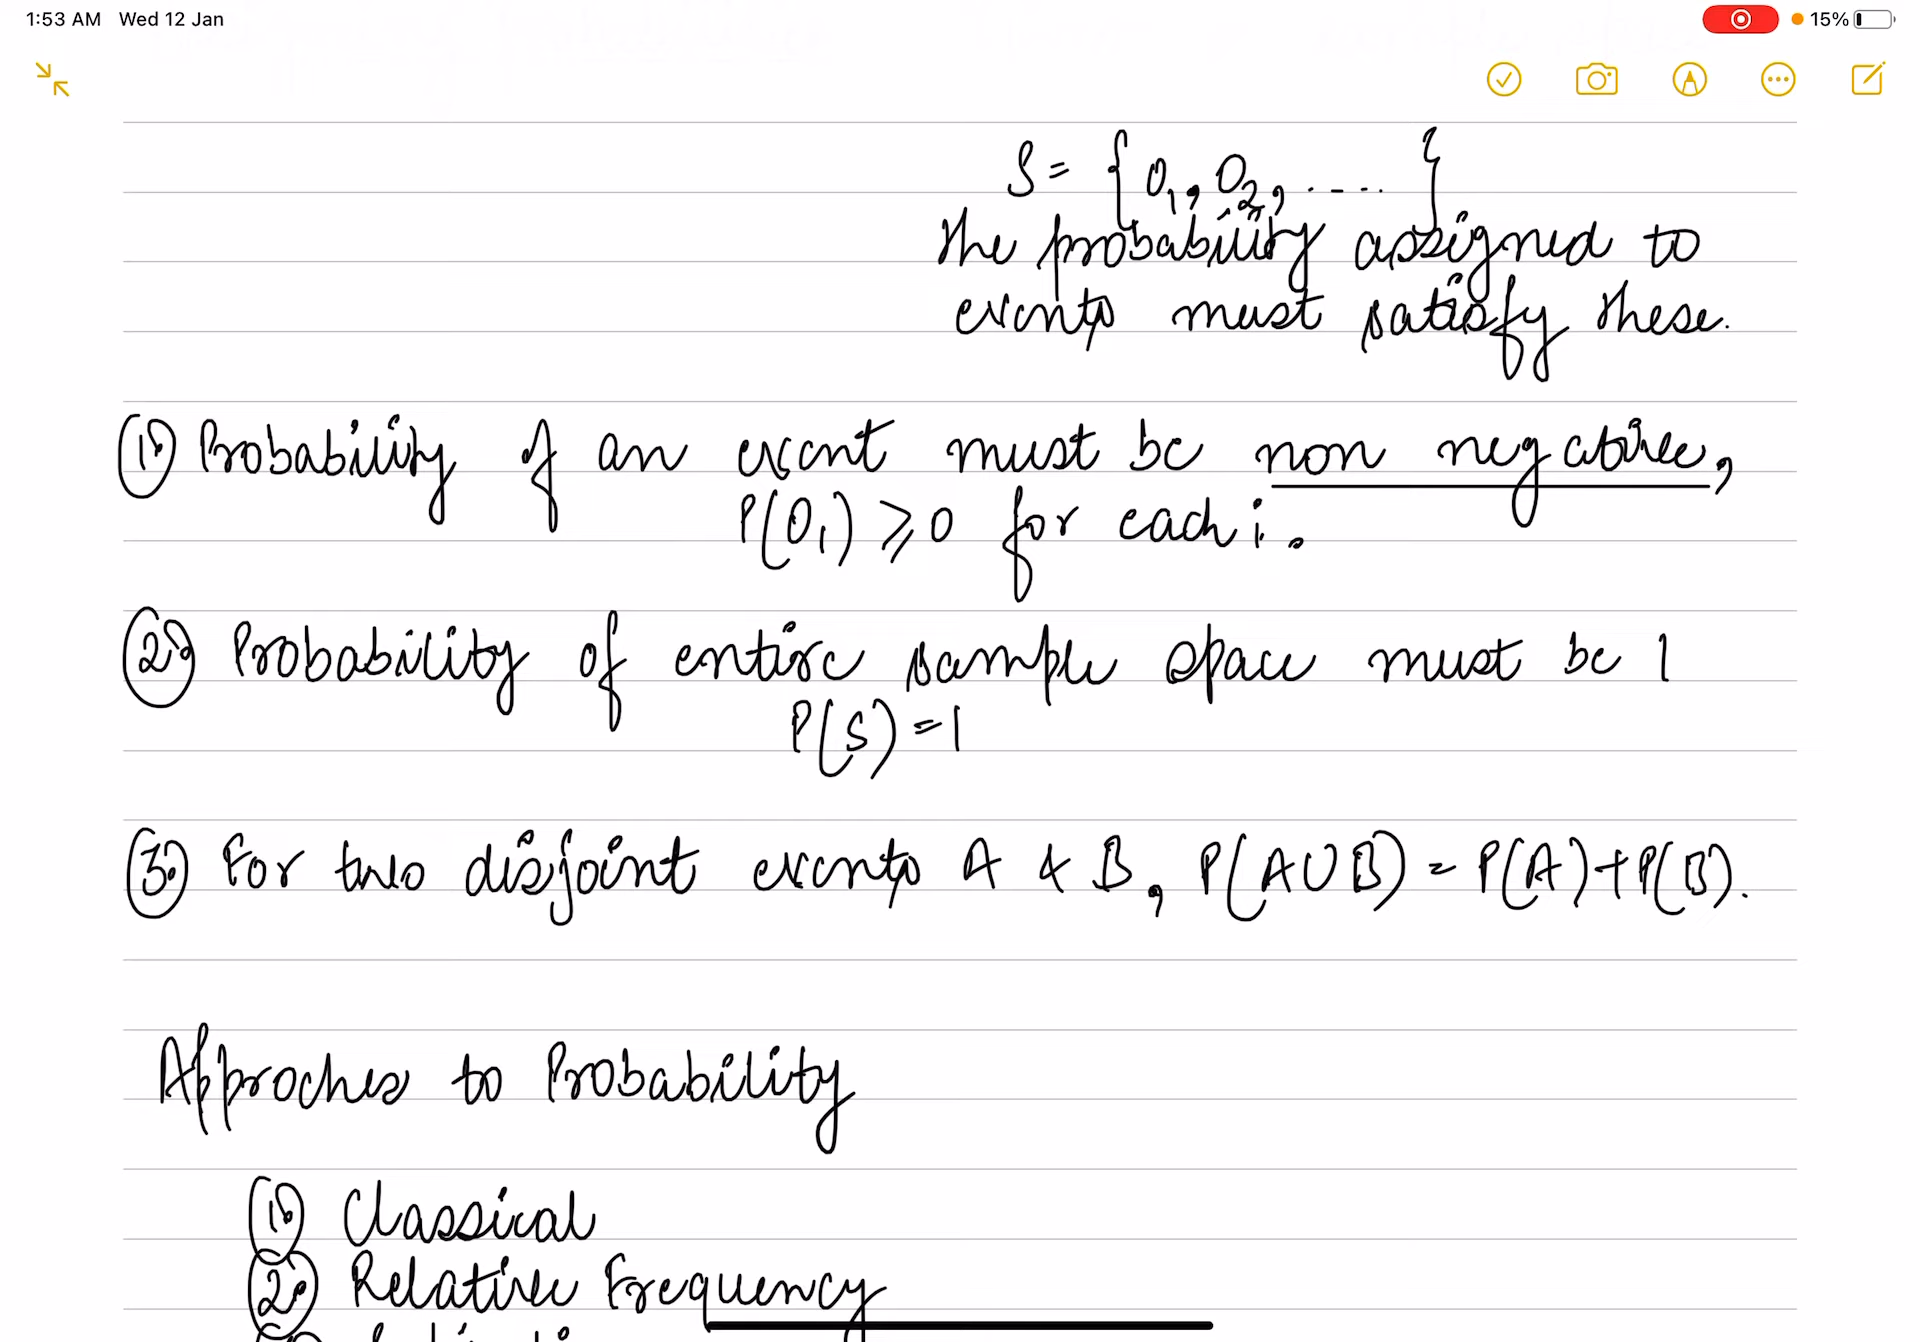 1:53 AM Wed 12 Jan 15%
S = { O1, O2, ..... }
The probability assigned to
events must satisfy these.
1. Probability of an event must be non negative,
P(Oi) ≥ 0 for each i.
2. Probability of entire sample space must be 1
P(S) = 1
3. For two disjoint events A & B, P(A∪B) = P(A)+P(B).
Approches to Probability
1. Classical
2. Relative Frequency